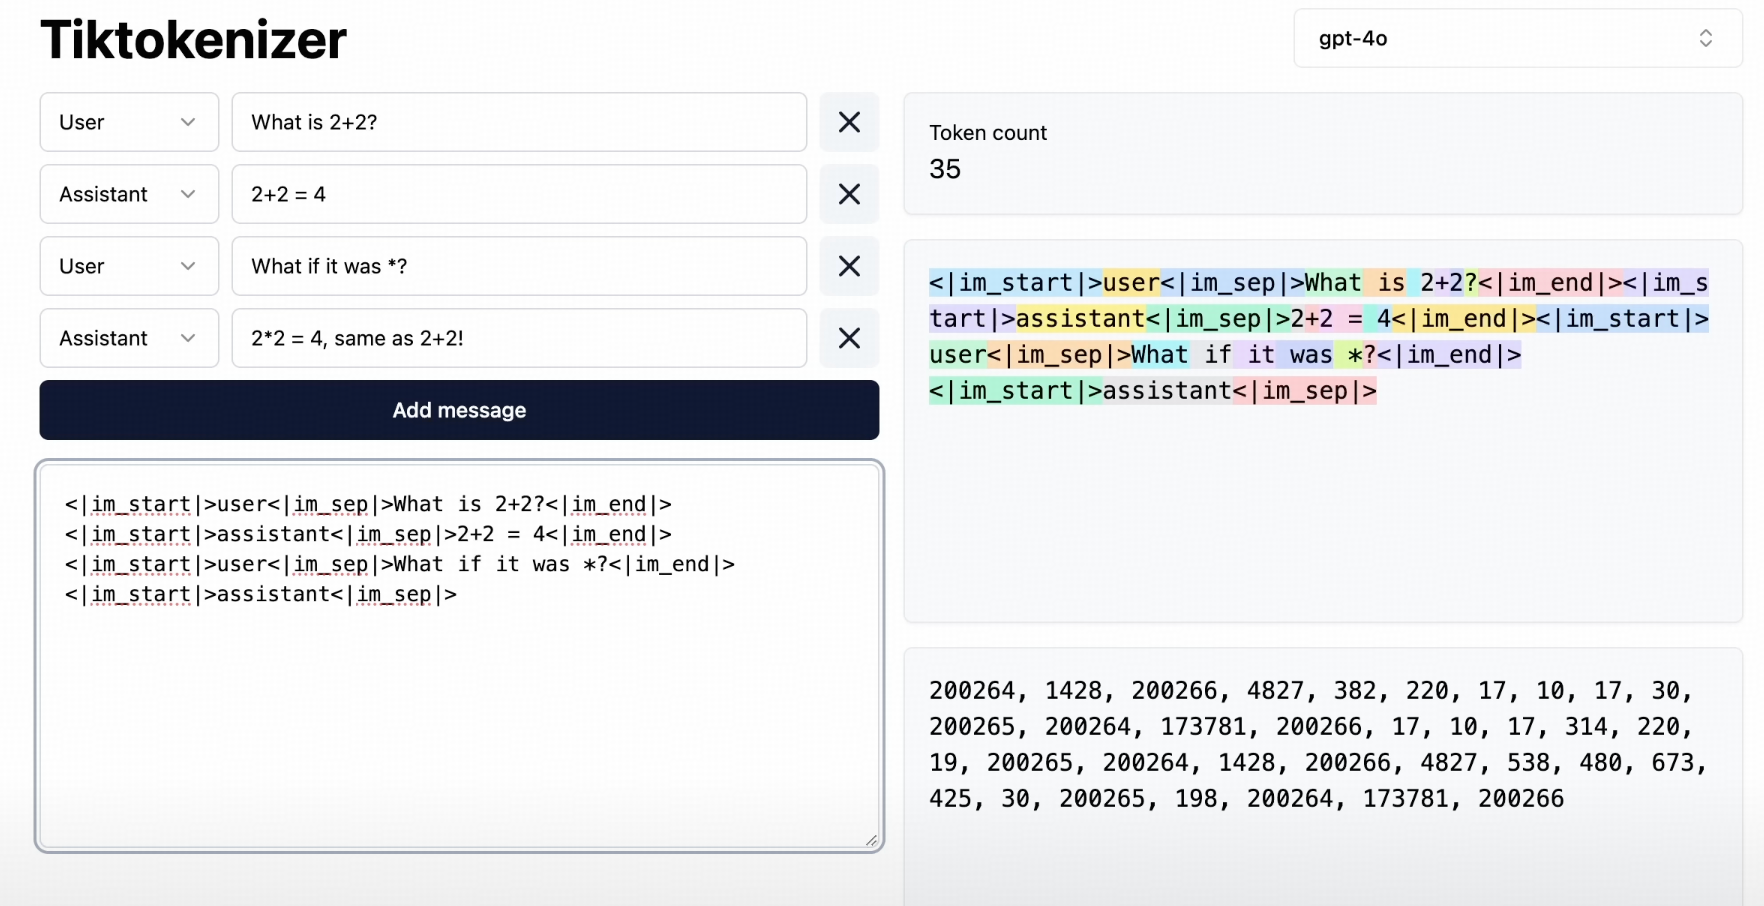 Tiktokenizer
gpt-4o
User What is 2+2?
Assistant 2+2 = 4
User What if it was *?
Assistant 2*2 = 4, same as 2+2!
Add message
<|im_start|>user<|im_sep|>What is 2+2?<|im_end|>
<|im_start|>assistant<|im_sep|>2+2 = 4<|im_end|>
<|im_start|>user<|im_sep|>What if it was *?<|im_end|>
<|im_start|>assistant<|im_sep|>
Token count
35
<|im_start|>user<|im_sep|>What is 2+2?<|im_end|><|im_s
tart|>assistant<|im_sep|>2+2 = 4<|im_end|><|im_start|>
user<|im_sep|>What if it was *?<|im_end|>
<|im_start|>assistant<|im_sep|>
200264, 1428, 200266, 4827, 382, 220, 17, 10, 17, 30,
200265, 200264, 173781, 200266, 17, 10, 17, 314, 220,
19, 200265, 200264, 1428, 200266, 4827, 538, 480, 673,
425, 30, 200265, 198, 200264, 173781, 200266